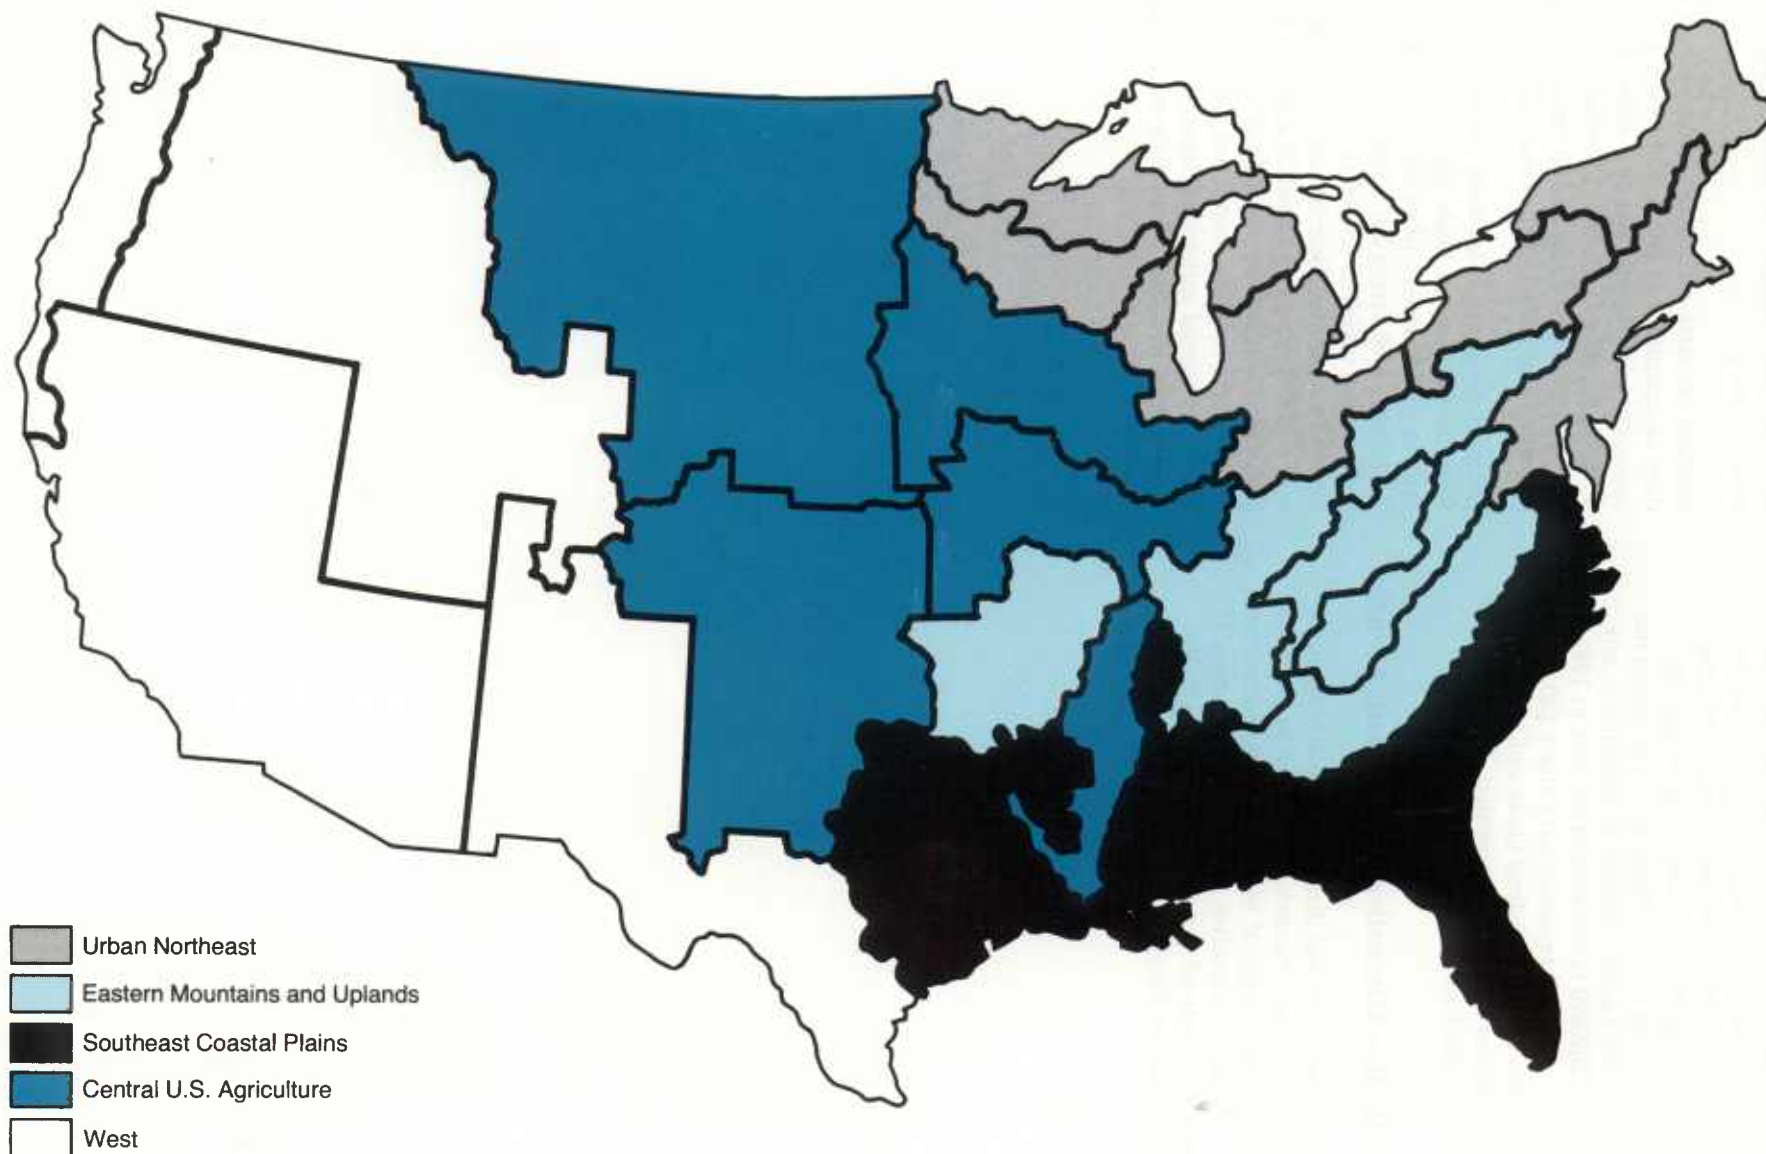 Urban Northeast
Eastern Mountains and Uplands
Southeast Coastal Plains
Central U.S. Agriculture
West